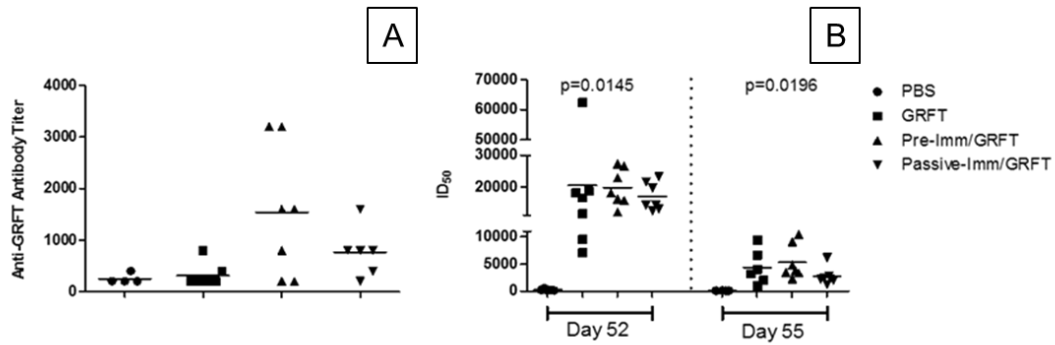 A
B
Anti-GRFT Antibody Titer
4000
3000
2000
1000
0
ID50
70000
60000
50000
30000
20000
10000
5000
0
p=0.0145
p=0.0196
Day 52
Day 55
PBS
GRFT
Pre-Imm/GRFT
Passive-Imm/GRFT